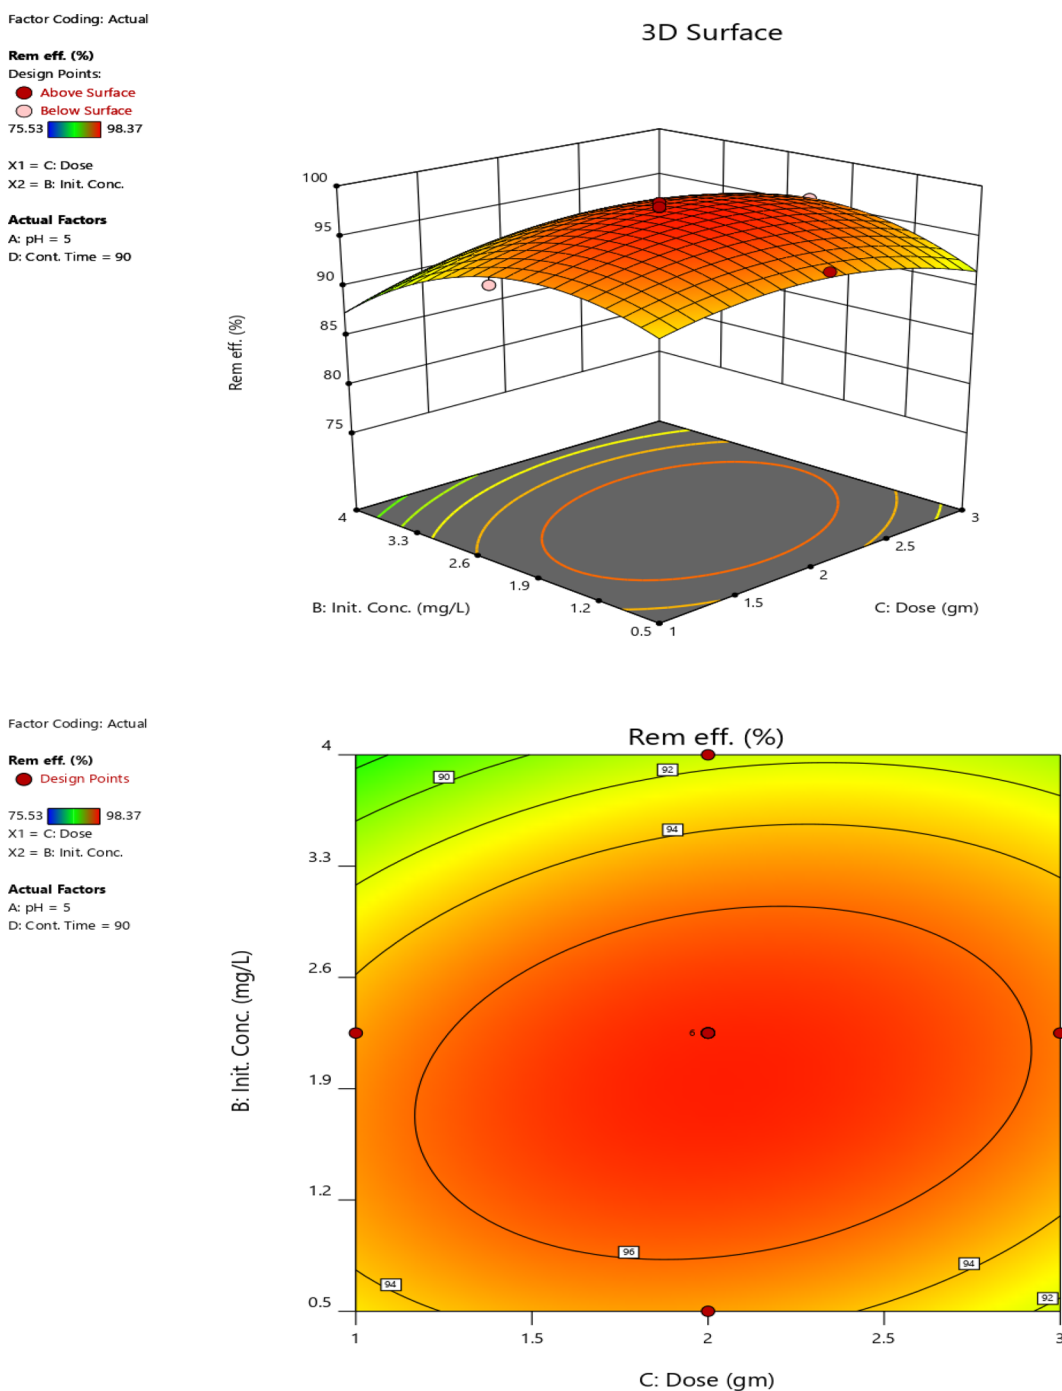 Factor Coding: Actual
3D Surface
Rem eff. (%)
Design Points:
Above Surface
Below Surface
75.53 98.37
X1 = C: Dose
X2 = B: Init. Conc.
Actual Factors
A: pH = 5
D: Cont. Time = 90
100
95
90
85
80
75
Rem eff. (%)
4
3.3
2.6
1.9
1.2
0.5
1
1.5
2
2.5
3
B: Init. Conc. (mg/L)
C: Dose (gm)
Factor Coding: Actual
Rem eff. (%)
Rem eff. (%)
Design Points
75.53 98.37
X1 = C: Dose
X2 = B: Init. Conc.
Actual Factors
A: pH = 5
D: Cont. Time = 90
4
3.3
2.6
1.9
1.2
0.5
B: Init. Conc. (mg/L)
90
92
94
6
96
94
94
92
1
1.5
2
2.5
3
C: Dose (gm)